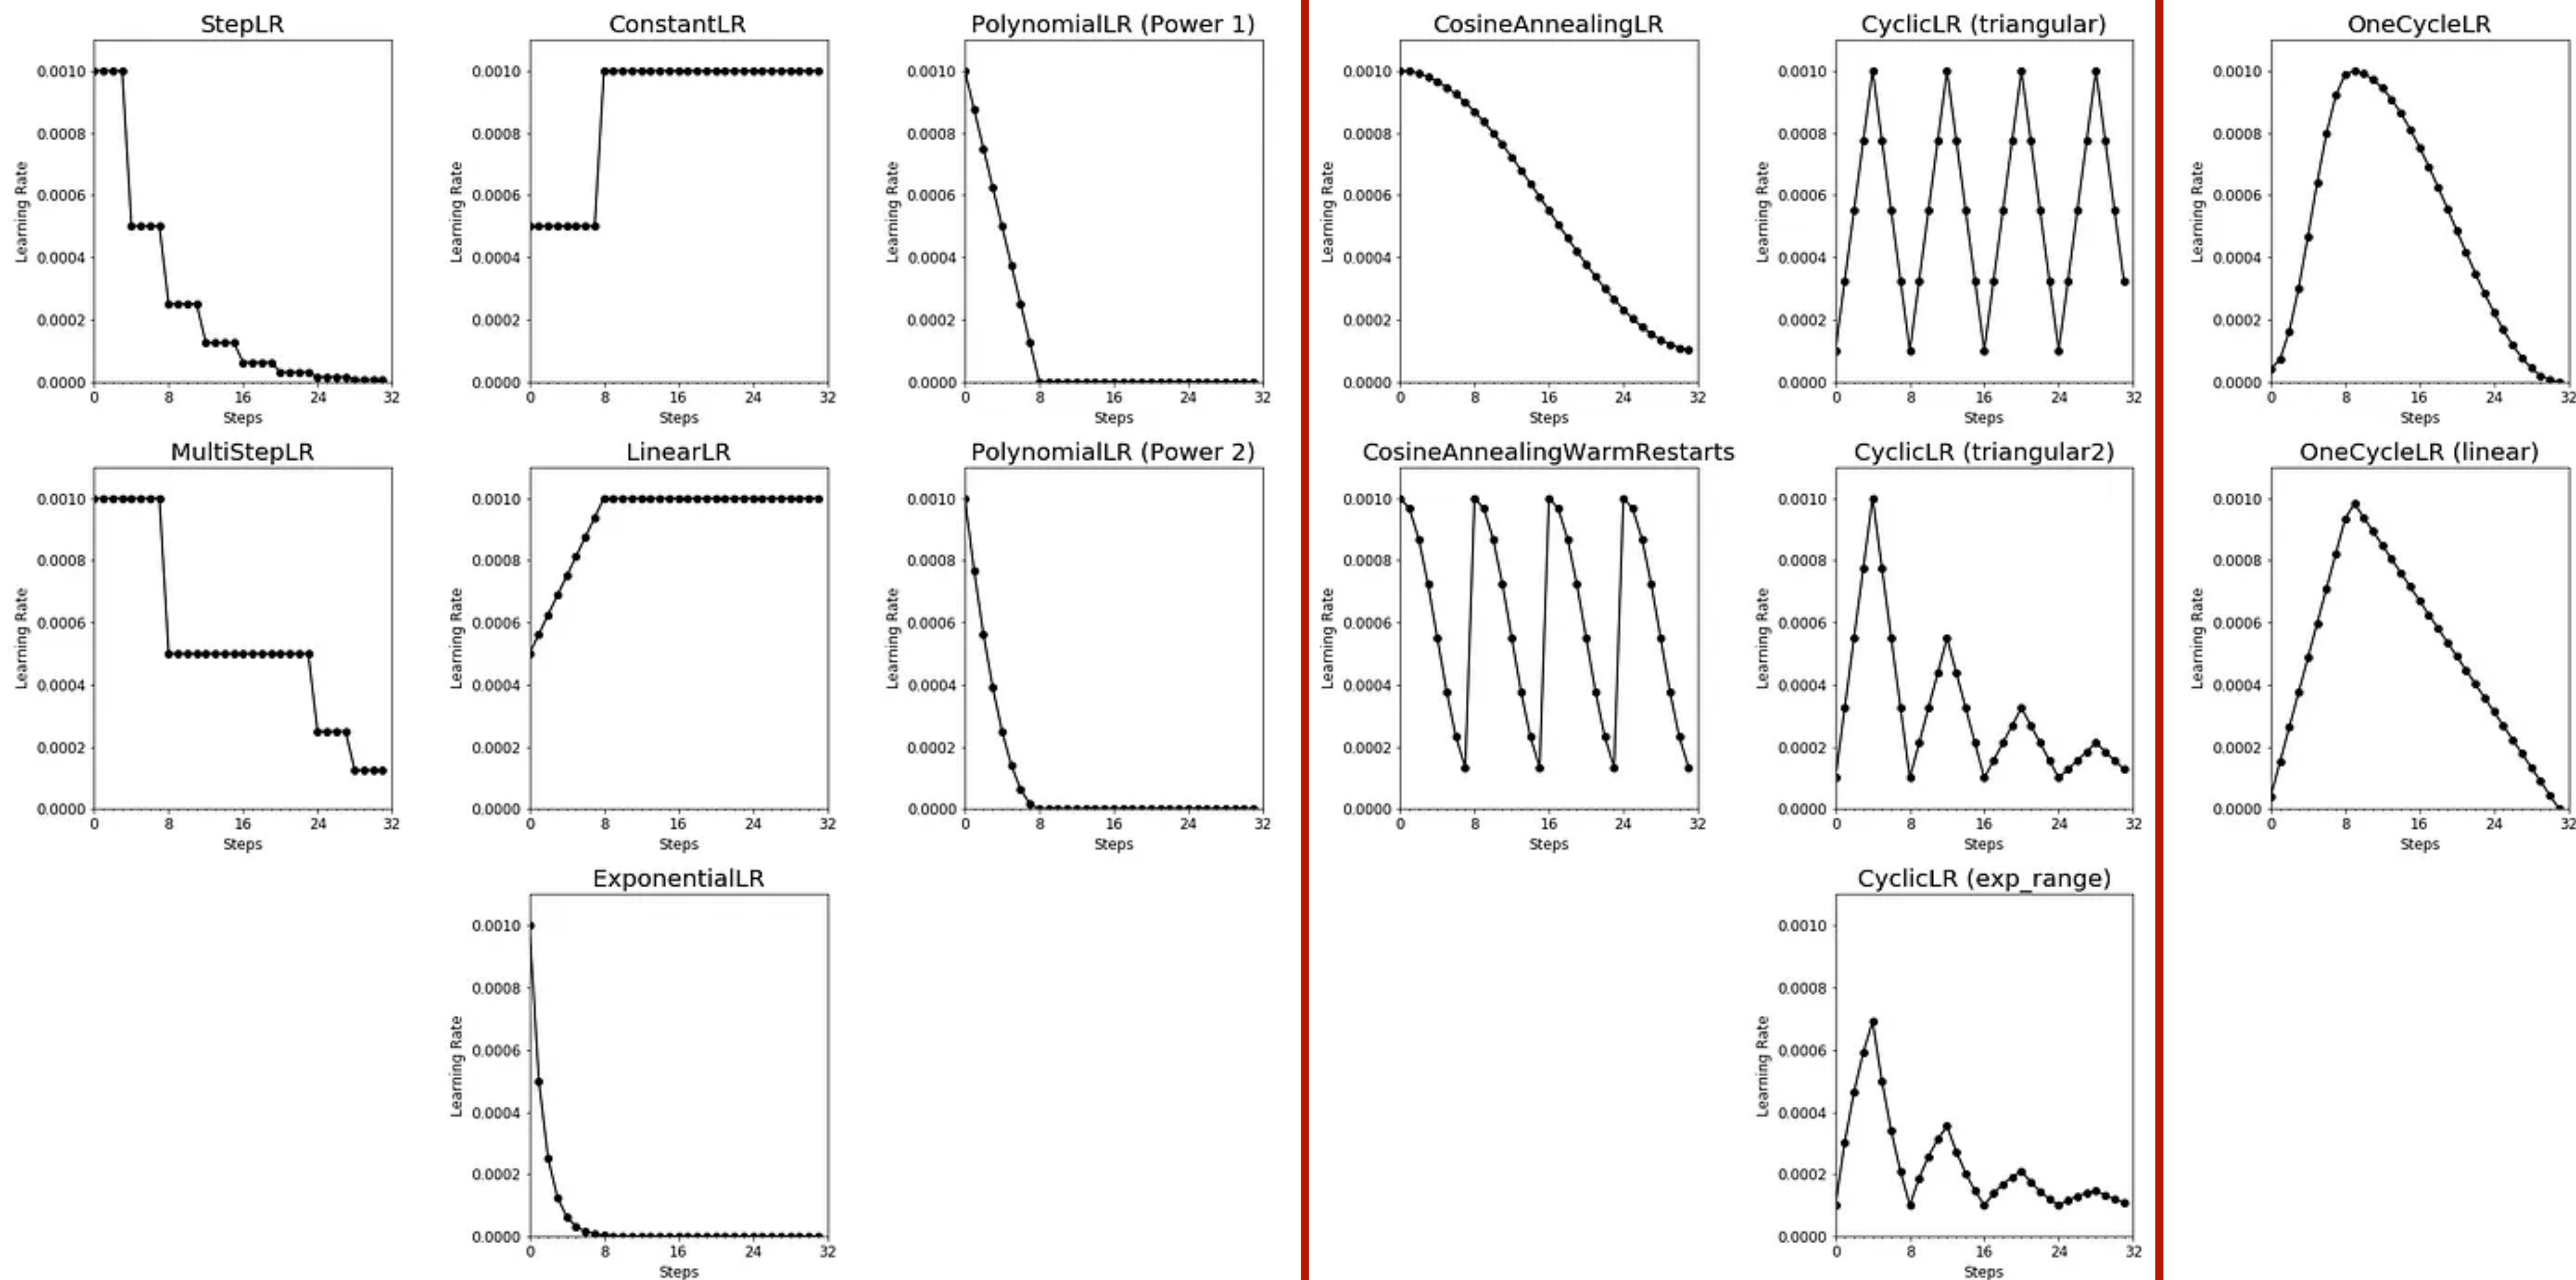 StepLR
0.0010
0.0008
0.0006
0.0004
0.0002
0.0000
Learning Rate
0 8 16 24 32
Steps
ConstantLR
0.0010
0.0008
0.0006
0.0004
0.0002
0.0000
Learning Rate
0 8 16 24 32
Steps
PolynomialLR (Power 1)
0.0010
0.0008
0.0006
0.0004
0.0002
0.0000
Learning Rate
0 8 16 24 32
Steps
CosineAnnealingLR
0.0010
0.0008
0.0006
0.0004
0.0002
0.0000
Learning Rate
0 8 16 24 32
Steps
CyclicLR (triangular)
0.0010
0.0008
0.0006
0.0004
0.0002
0.0000
Learning Rate
0 8 16 24 32
Steps
OneCycleLR
0.0010
0.0008
0.0006
0.0004
0.0002
0.0000
Learning Rate
0 8 16 24 32
Steps
MultiStepLR
0.0010
0.0008
0.0006
0.0004
0.0002
0.0000
Learning Rate
0 8 16 24 32
Steps
LinearLR
0.0010
0.0008
0.0006
0.0004
0.0002
0.0000
Learning Rate
0 8 16 24 32
Steps
PolynomialLR (Power 2)
0.0010
0.0008
0.0006
0.0004
0.0002
0.0000
Learning Rate
0 8 16 24 32
Steps
CosineAnnealingWarmRestarts
0.0010
0.0008
0.0006
0.0004
0.0002
0.0000
Learning Rate
0 8 16 24 32
Steps
CyclicLR (triangular2)
0.0010
0.0008
0.0006
0.0004
0.0002
0.0000
Learning Rate
0 8 16 24 32
Steps
OneCycleLR (linear)
0.0010
0.0008
0.0006
0.0004
0.0002
0.0000
Learning Rate
0 8 16 24 32
Steps
ExponentialLR
0.0010
0.0008
0.0006
0.0004
0.0002
0.0000
Learning Rate
0 8 16 24 32
Steps
CyclicLR (exp_range)
0.0010
0.0008
0.0006
0.0004
0.0002
0.0000
Learning Rate
0 8 16 24 32
Steps